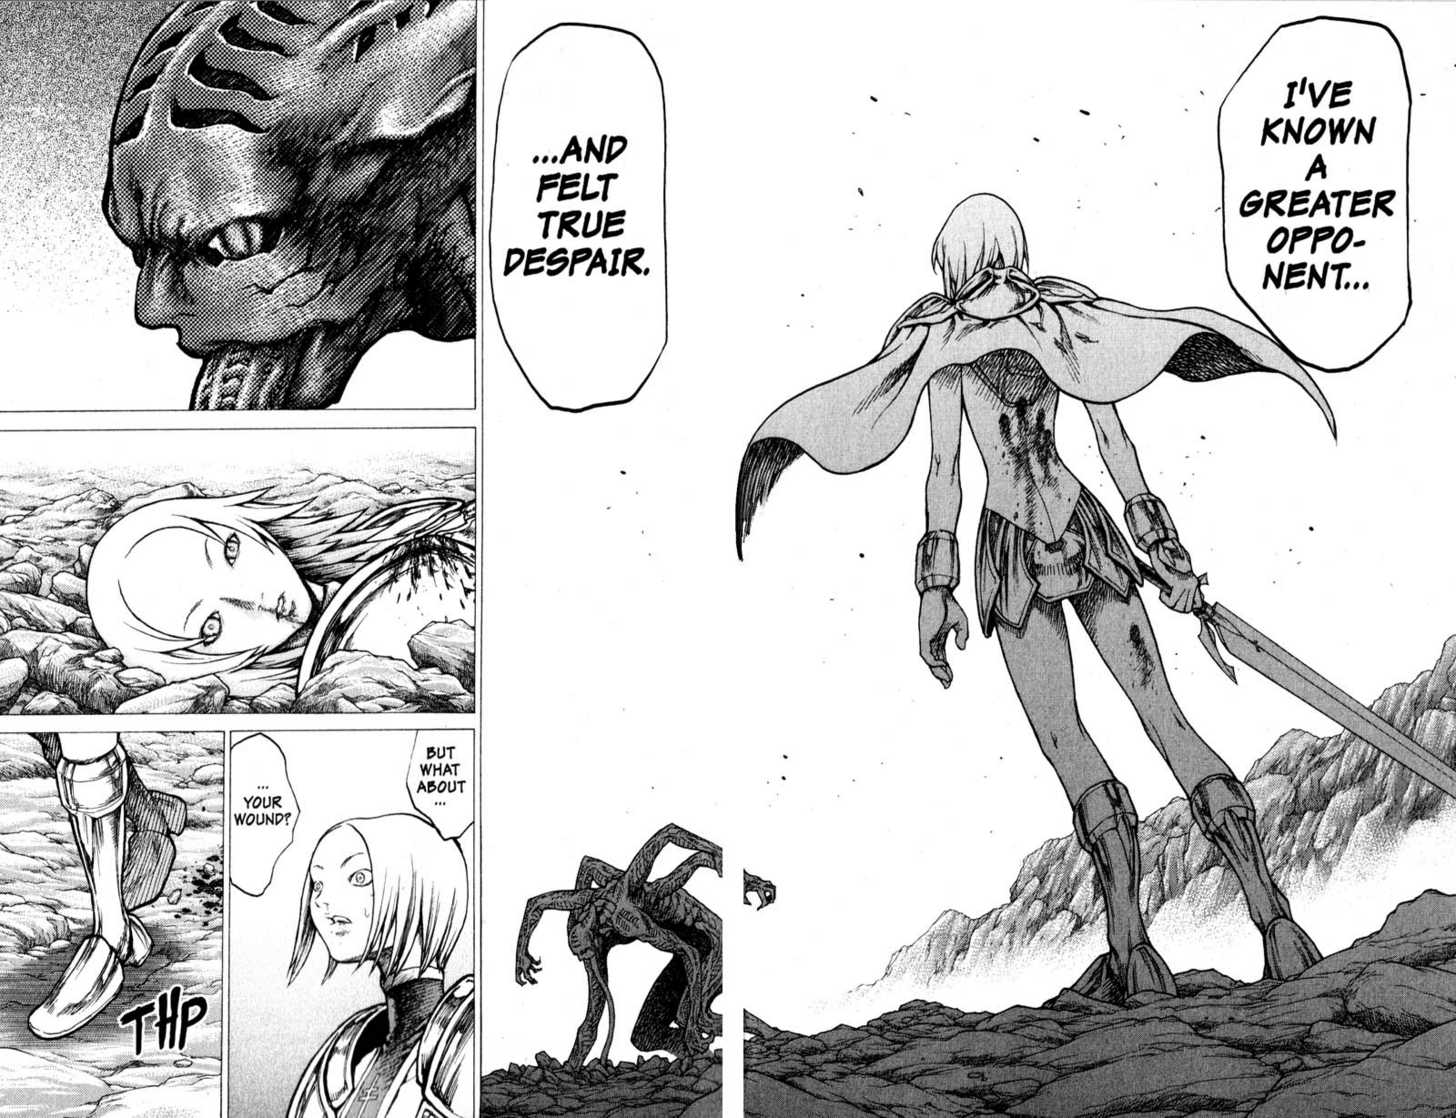 I'VE
KNOWN
A
GREATER
OPPO-
NENT...
...AND
FELT
TRUE
DESPAIR.
BUT
WHAT
ABOUT
...
...
YOUR
WOUND?
THP